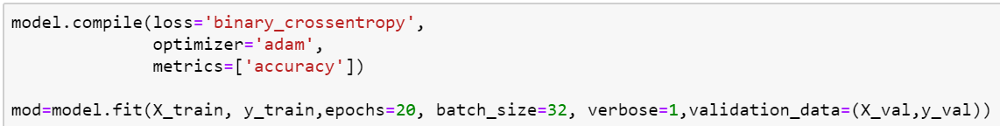 model.compile(loss='binary_crossentropy',
              optimizer='adam',
              metrics=['accuracy'])

mod=model.fit(X_train, y_train,epochs=20, batch_size=32, verbose=1,validation_data=(X_val,y_val))